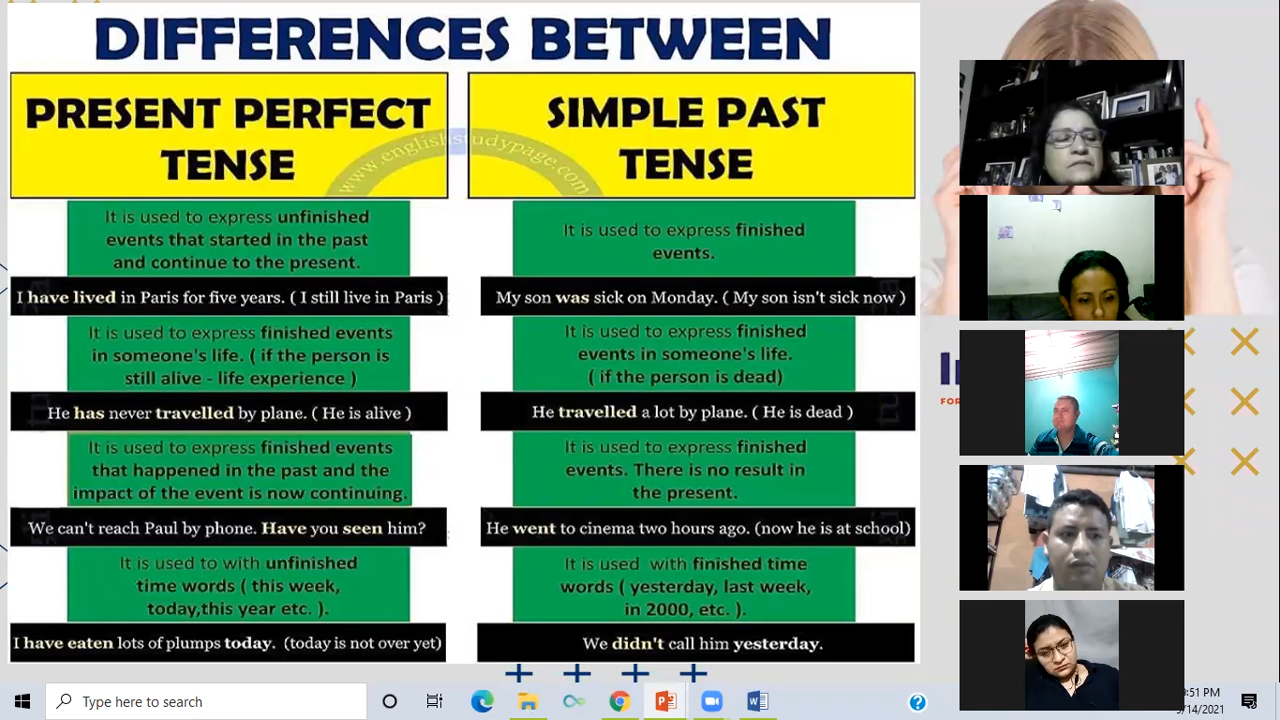 DIFFERENCES BETWEEN
PRESENT PERFECT
TENSE
SIMPLE PAST
TENSE
www.englishstudypage.com
It is used to express unfinished
events that started in the past
and continue to the present.
It is used to express finished
events.
I have lived in Paris for five years. ( I still live in Paris )
My son was sick on Monday. ( My son isn't sick now )
It is used to express finished events
in someone's life. ( if the person is
still alive - life experience )
It is used to express finished
events in someone's life.
( if the person is dead)
He has never travelled by plane. ( He is alive )
He travelled a lot by plane. ( He is dead )
It is used to express finished events
that happened in the past and the
impact of the event is now continuing.
It is used to express finished
events. There is no result in
the present.
We can't reach Paul by phone. Have you seen him?
He went to cinema two hours ago. (now he is at school)
It is used to with unfinished
time words ( this week,
today,this year etc. ).
It is used with finished time
words ( yesterday, last week,
in 2000, etc. ).
I have eaten lots of plumps today. (today is not over yet)
We didn't call him yesterday.
Type here to search
:51 PM
/14/2021